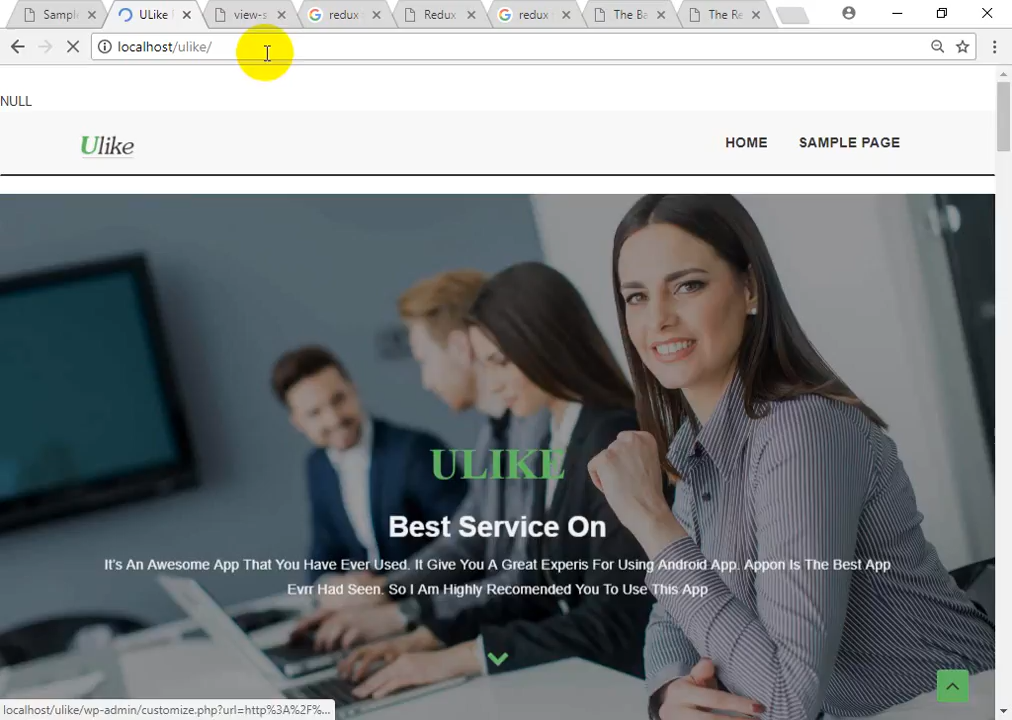 Sampl
ULike
view-s
redux
Redux
redux
The Ba
The Re
localhost/ulike/
NULL
Ulike
HOME
SAMPLE PAGE
ULIKE
Best Service On
It's An Awesome App That You Have Ever Used. It Give You A Great Experis For Using Android App. Appon Is The Best App
Evrr Had Seen. So I Am Highly Recomended You To Use This App
localhost/ulike/wp-admin/customize.php?url=http%3A%2F%...